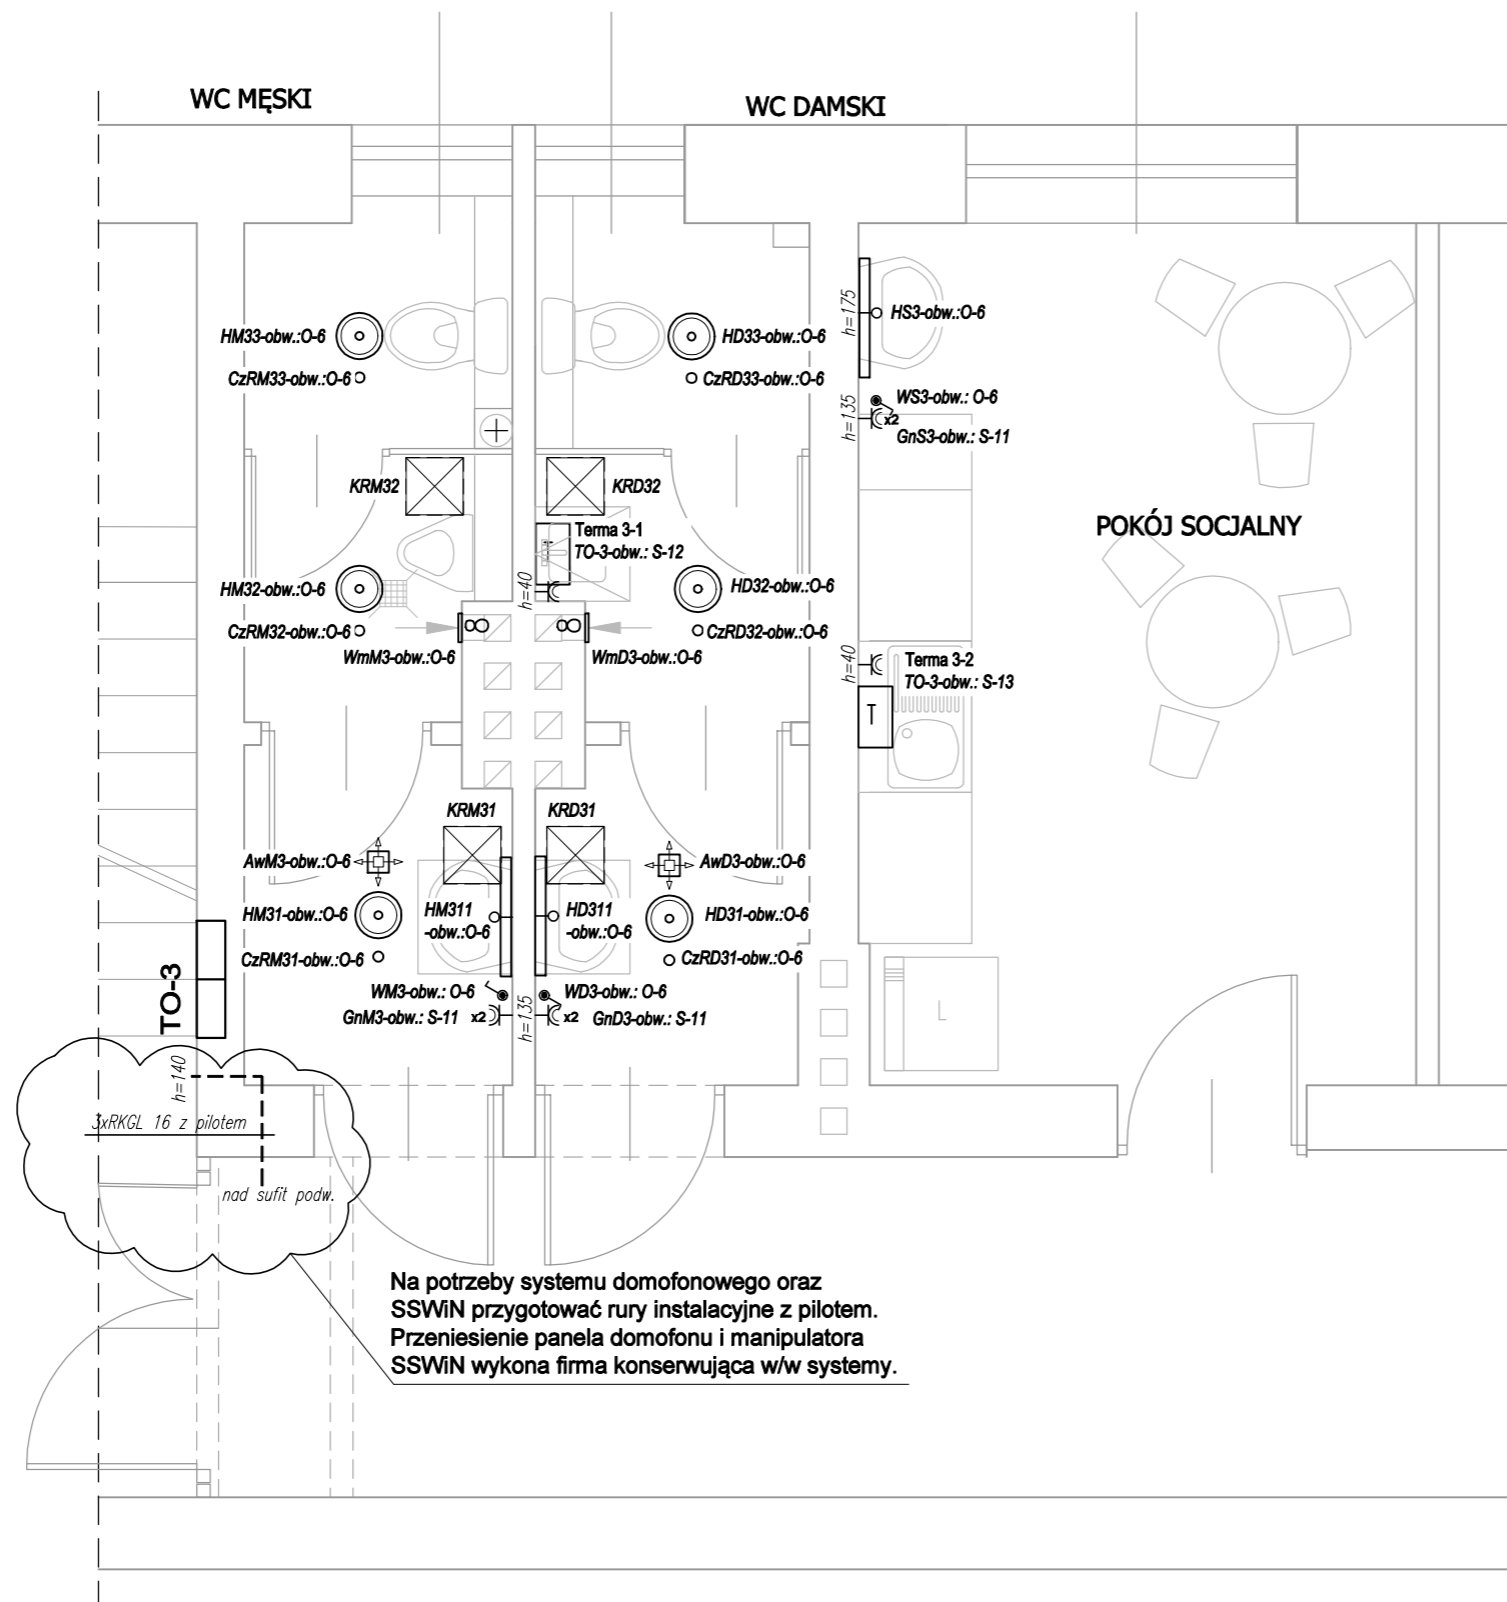 WC MĘSKI
WC DAMSKI
HM33-obw.:O-6
HD33-obw.:O-6
h=175
HS3-obw.:O-6
CzRM33-obw.:O-6
CzRD33-obw.:O-6
WS3-obw.: O-6
h=135
x2
GnS3-obw.: S-11
KRM32
KRD32
POKÓJ SOCJALNY
Terma 3-1
TO-3-obw.: S-12
HM32-obw.:O-6
h=40
HD32-obw.:O-6
CzRM32-obw.:O-6
CzRD32-obw.:O-6
WmM3-obw.:O-6
WmD3-obw.:O-6
h=40
Terma 3-2
TO-3-obw.: S-13
T
KRM31
KRD31
AwM3-obw.:O-6
AwD3-obw.:O-6
HM31-obw.:O-6
HM311
-obw.:O-6
HD311
-obw.:O-6
HD31-obw.:O-6
CzRM31-obw.:O-6
CzRD31-obw.:O-6
TO-3
WM3-obw.: O-6
WD3-obw.: O-6
GnM3-obw.: S-11
x2
h=135
x2
GnD3-obw.: S-11
L
h=140
3xRKGL 16 z pilotem
nad sufit podw.
Na potrzeby systemu domofonowego oraz
SSWiN przygotować rury instalacyjne z pilotem.
Przeniesienie panela domofonu i manipulatora
SSWiN wykona firma konserwująca w/w systemy.